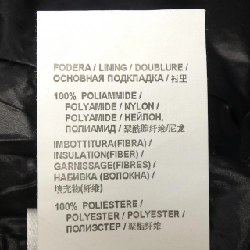 FODERA / LINING / DOUBLURE /
ОСНОВНАЯ ПОДКЛАДКА / 衬里
100% POLIAMMIDE /
POLYAMIDE / NYLON /
POLYAMIDE / НЕЙЛОН,
ПОЛИАМИД / 聚酰胺纤维/尼龙
IMBOTTITURA(FIBRA) /
INSULATION(FIBER) /
GARNISSAGE(FIBRES) /
НАБИВКА (ВОЛОКНА) /
填充物(纤维)
100% POLIESTERE /
POLYESTER / POLYESTER /
ПОЛИЭСТЕР / 聚酯纤维